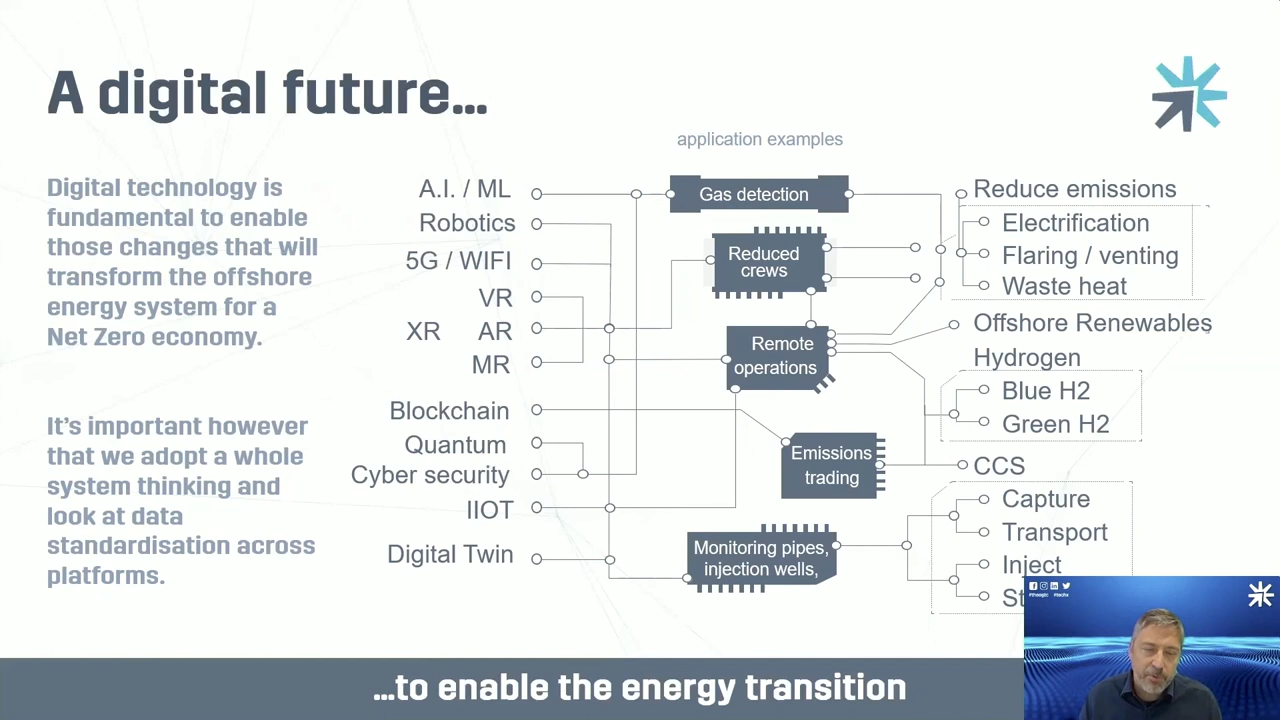 A digital future...
application examples
Digital technology is
fundamental to enable
those changes that will
transform the offshore
energy system for a
Net Zero economy.
It's important however
that we adopt a whole
system thinking and
look at data
standardisation across
platforms.
A.I. / ML
Robotics
5G / WIFI
VR
XR AR
MR
Blockchain
Quantum
Cyber security
IIOT
Digital Twin
Gas detection
Reduced
crews
Remote
operations
Emissions
trading
Monitoring pipes,
injection wells,
Reduce emissions
Electrification
Flaring / venting
Waste heat
Offshore Renewables
Hydrogen
Blue H2
Green H2
CCS
Capture
Transport
Inject
...to enable the energy transition